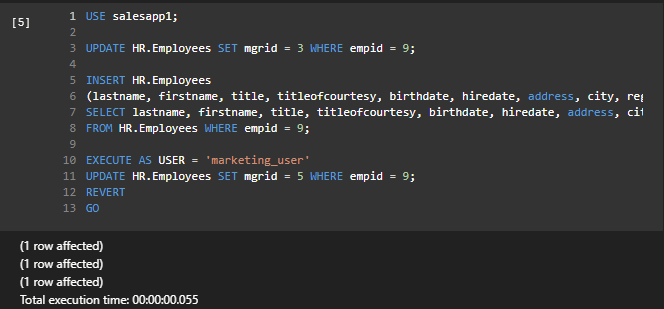 [5]
1 USE salesapp1;
2
3 UPDATE HR.Employees SET mgrid = 3 WHERE empid = 9;
4
5 INSERT HR.Employees
6 (lastname, firstname, title, titleofcourtesy, birthdate, hiredate, address, city, reg
7 SELECT lastname, firstname, title, titleofcourtesy, birthdate, hiredate, address, cit
8 FROM HR.Employees WHERE empid = 9;
9
10 EXECUTE AS USER = 'marketing_user'
11 UPDATE HR.Employees SET mgrid = 5 WHERE empid = 9;
12 REVERT
13 GO
(1 row affected)
(1 row affected)
(1 row affected)
Total execution time: 00:00:00.055